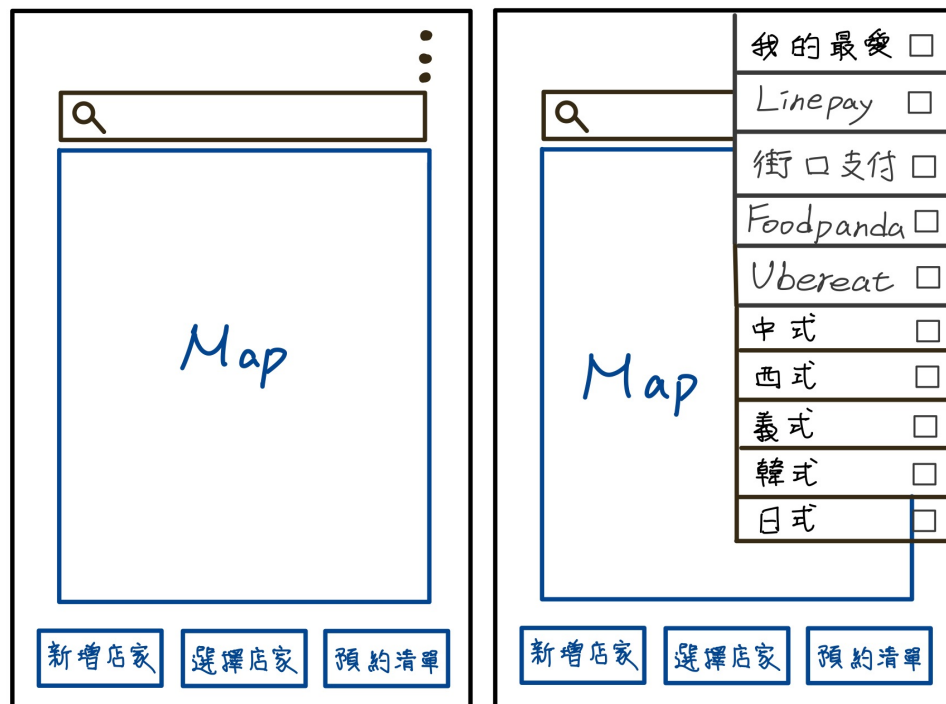 Map
新增店家
選擇店家
預約清單
我的最愛
Linepay
街口支付
Foodpanda
Ubereat
中式
西式
義式
韓式
日式
Map
新增店家
選擇店家
預約清單